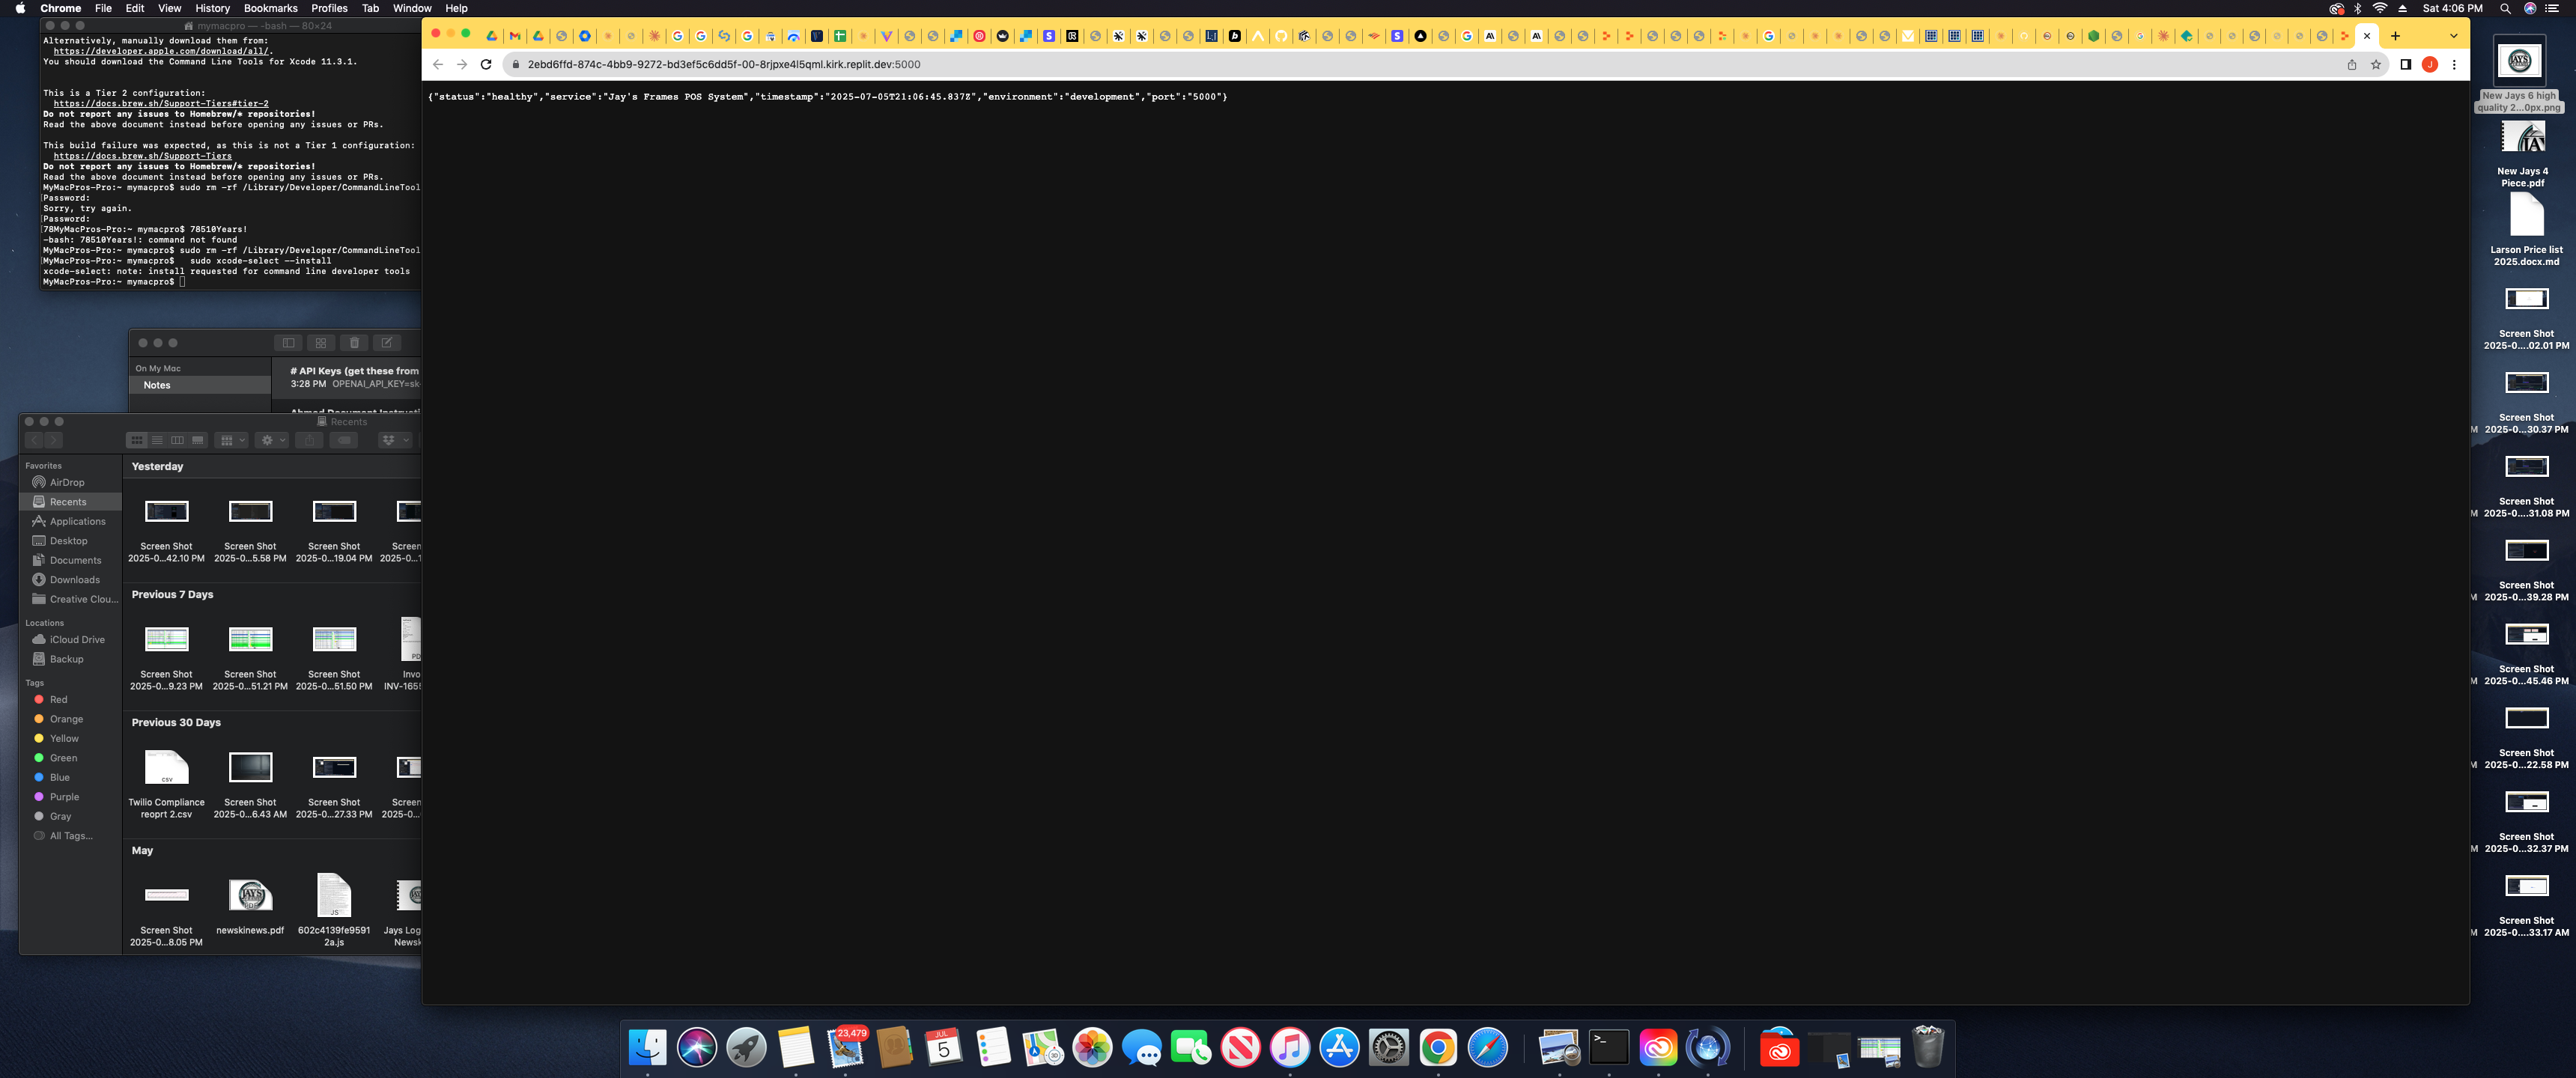 Chrome File Edit View History Bookmarks Profiles Tab Window Help
Sat 4:06 PM
mymacpro — -bash — 80×24
Alternatively, manually download them from:
https://developer.apple.com/download/all/.
You should download the Command Line Tools for Xcode 11.3.1.
This is a Tier 2 configuration:
https://docs.brew.sh/Support-Tiers#tier-2
Do not report any issues to Homebrew/* repositories!
Read the above document instead before opening any issues or PRs.
This build failure was expected, as this is not a Tier 1 configuration:
https://docs.brew.sh/Support-Tiers
Do not report any issues to Homebrew/* repositories!
Read the above document instead before opening any issues or PRs.
MyMacPros-Pro:~ mymacpro$ sudo rm -rf /Library/Developer/CommandLineTool
Password:
Sorry, try again.
Password:
78MyMacPros-Pro:~ mymacpro$ 78510Years!
-bash: 78510Years!: command not found
MyMacPros-Pro:~ mymacpro$ sudo rm -rf /Library/Developer/CommandLineTool
MyMacPros-Pro:~ mymacpro$ sudo xcode-select --install
xcode-select: note: install requested for command line developer tools
MyMacPros-Pro:~ mymacpro$
2ebd6ffd-874c-4bb9-9272-bd3ef5c6dd5f-00-8rjpxe4l5qml.kirk.replit.dev:5000
J
{"status":"healthy","service":"Jay's Frames POS System","timestamp":"2025-07-05T21:06:45.837Z","environment":"development","port":"5000"}
On My Mac
Notes
# API Keys (get these from
3:28 PM OPENAI_API_KEY=sk-
Recents
Favorites
AirDrop
Recents
Applications
Desktop
Documents
Downloads
Creative Clou...
Locations
iCloud Drive
Backup
Tags
Red
Orange
Yellow
Green
Blue
Purple
Gray
All Tags...
Yesterday
Screen Shot
2025-0...42.10 PM
Screen Shot
2025-0...5.58 PM
Screen Shot
2025-0...19.04 PM
Screen
2025-0...1
Previous 7 Days
Screen Shot
2025-0...9.23 PM
Screen Shot
2025-0...51.21 PM
Screen Shot
2025-0...51.50 PM
Invo
INV-165
Previous 30 Days
CSV
Twilio Compliance
reoprt 2.csv
Screen Shot
2025-0...6.43 AM
Screen Shot
2025-0...27.33 PM
Screen
May
Screen Shot
2025-0...8.05 PM
newskinews.pdf
JS
602c4139fe9591
2a.js
Jays Log
Newsk
New Jays 6 high
quality 2...0px.png
New Jays 4
Piece.pdf
Larson Price list
2025.docx.md
Screen Shot
2025-0....02.01 PM
Screen Shot
2025-0...30.37 PM
Screen Shot
2025-0....31.08 PM
Screen Shot
2025-0...39.28 PM
Screen Shot
2025-0...45.46 PM
Screen Shot
2025-0...22.58 PM
Screen Shot
2025-0...32.37 PM
Screen Shot
2025-0....33.17 AM
23,479
JUL
5